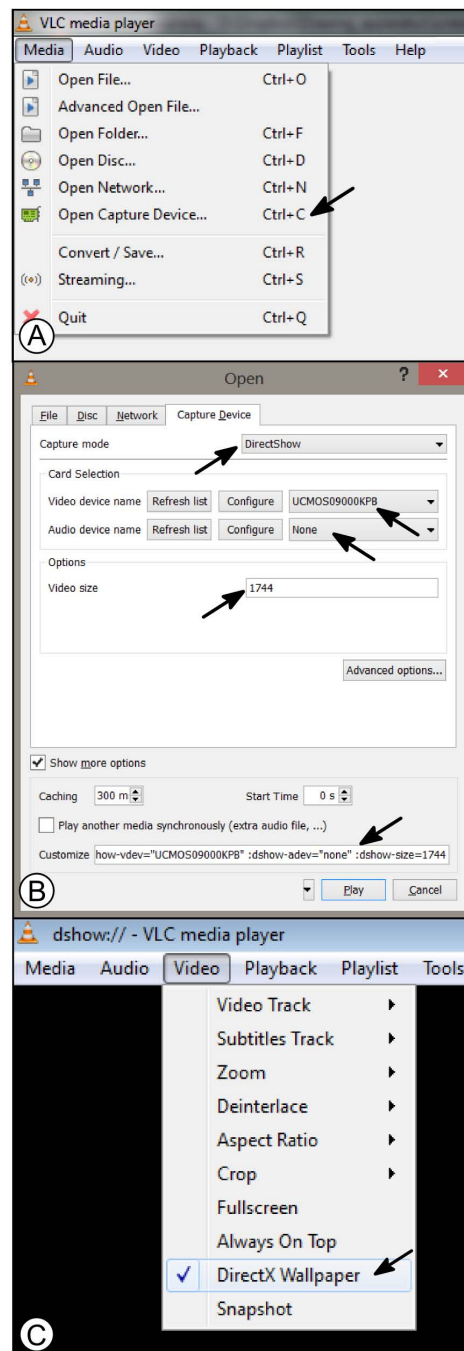 VLC media player
Media Audio Video Playback Playlist Tools Help
Open File... Ctrl+O
Advanced Open File...
Open Folder... Ctrl+F
Open Disc... Ctrl+D
Open Network... Ctrl+N
Open Capture Device... Ctrl+C
Convert / Save... Ctrl+R
Streaming... Ctrl+S
Quit Ctrl+Q
A
Open ?
File Disc Network Capture Device
Capture mode DirectShow
Card Selection
Video device name Refresh list Configure UCMOS09000KPB
Audio device name Refresh list Configure None
Options
Video size 1744
Advanced options...
Show more options
Caching 300 m Start Time 0 s
Play another media synchronously (extra audio file, ...)
Customize how-vdev="UCMOS09000KPB" :dshow-adev="none" :dshow-size=1744
B
Play Cancel
dshow:// - VLC media player
Media Audio Video Playback Playlist Tools
Video Track
Subtitles Track
Zoom
Deinterlace
Aspect Ratio
Crop
Fullscreen
Always On Top
DirectX Wallpaper
Snapshot
C